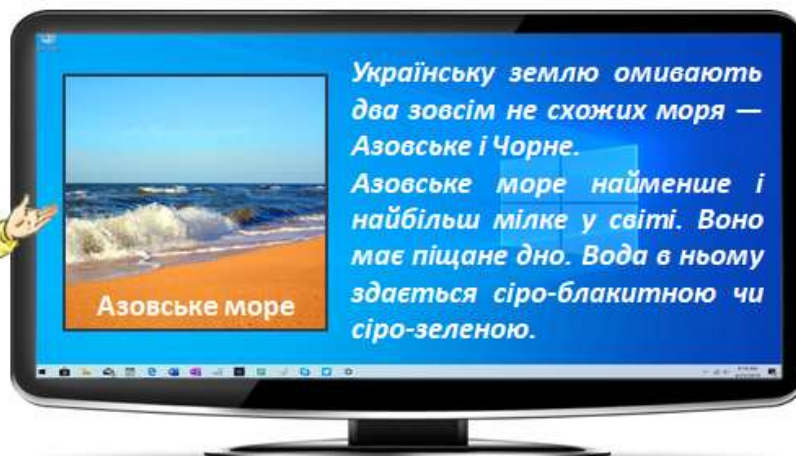 Українську землю омивають
два зовсім не схожих моря —
Азовське і Чорне.
Азовське море найменше і
найбільш мілке у світі. Воно
має піщане дно. Вода в ньому
здається сіро-блакитною чи
сіро-зеленою.
Азовське море